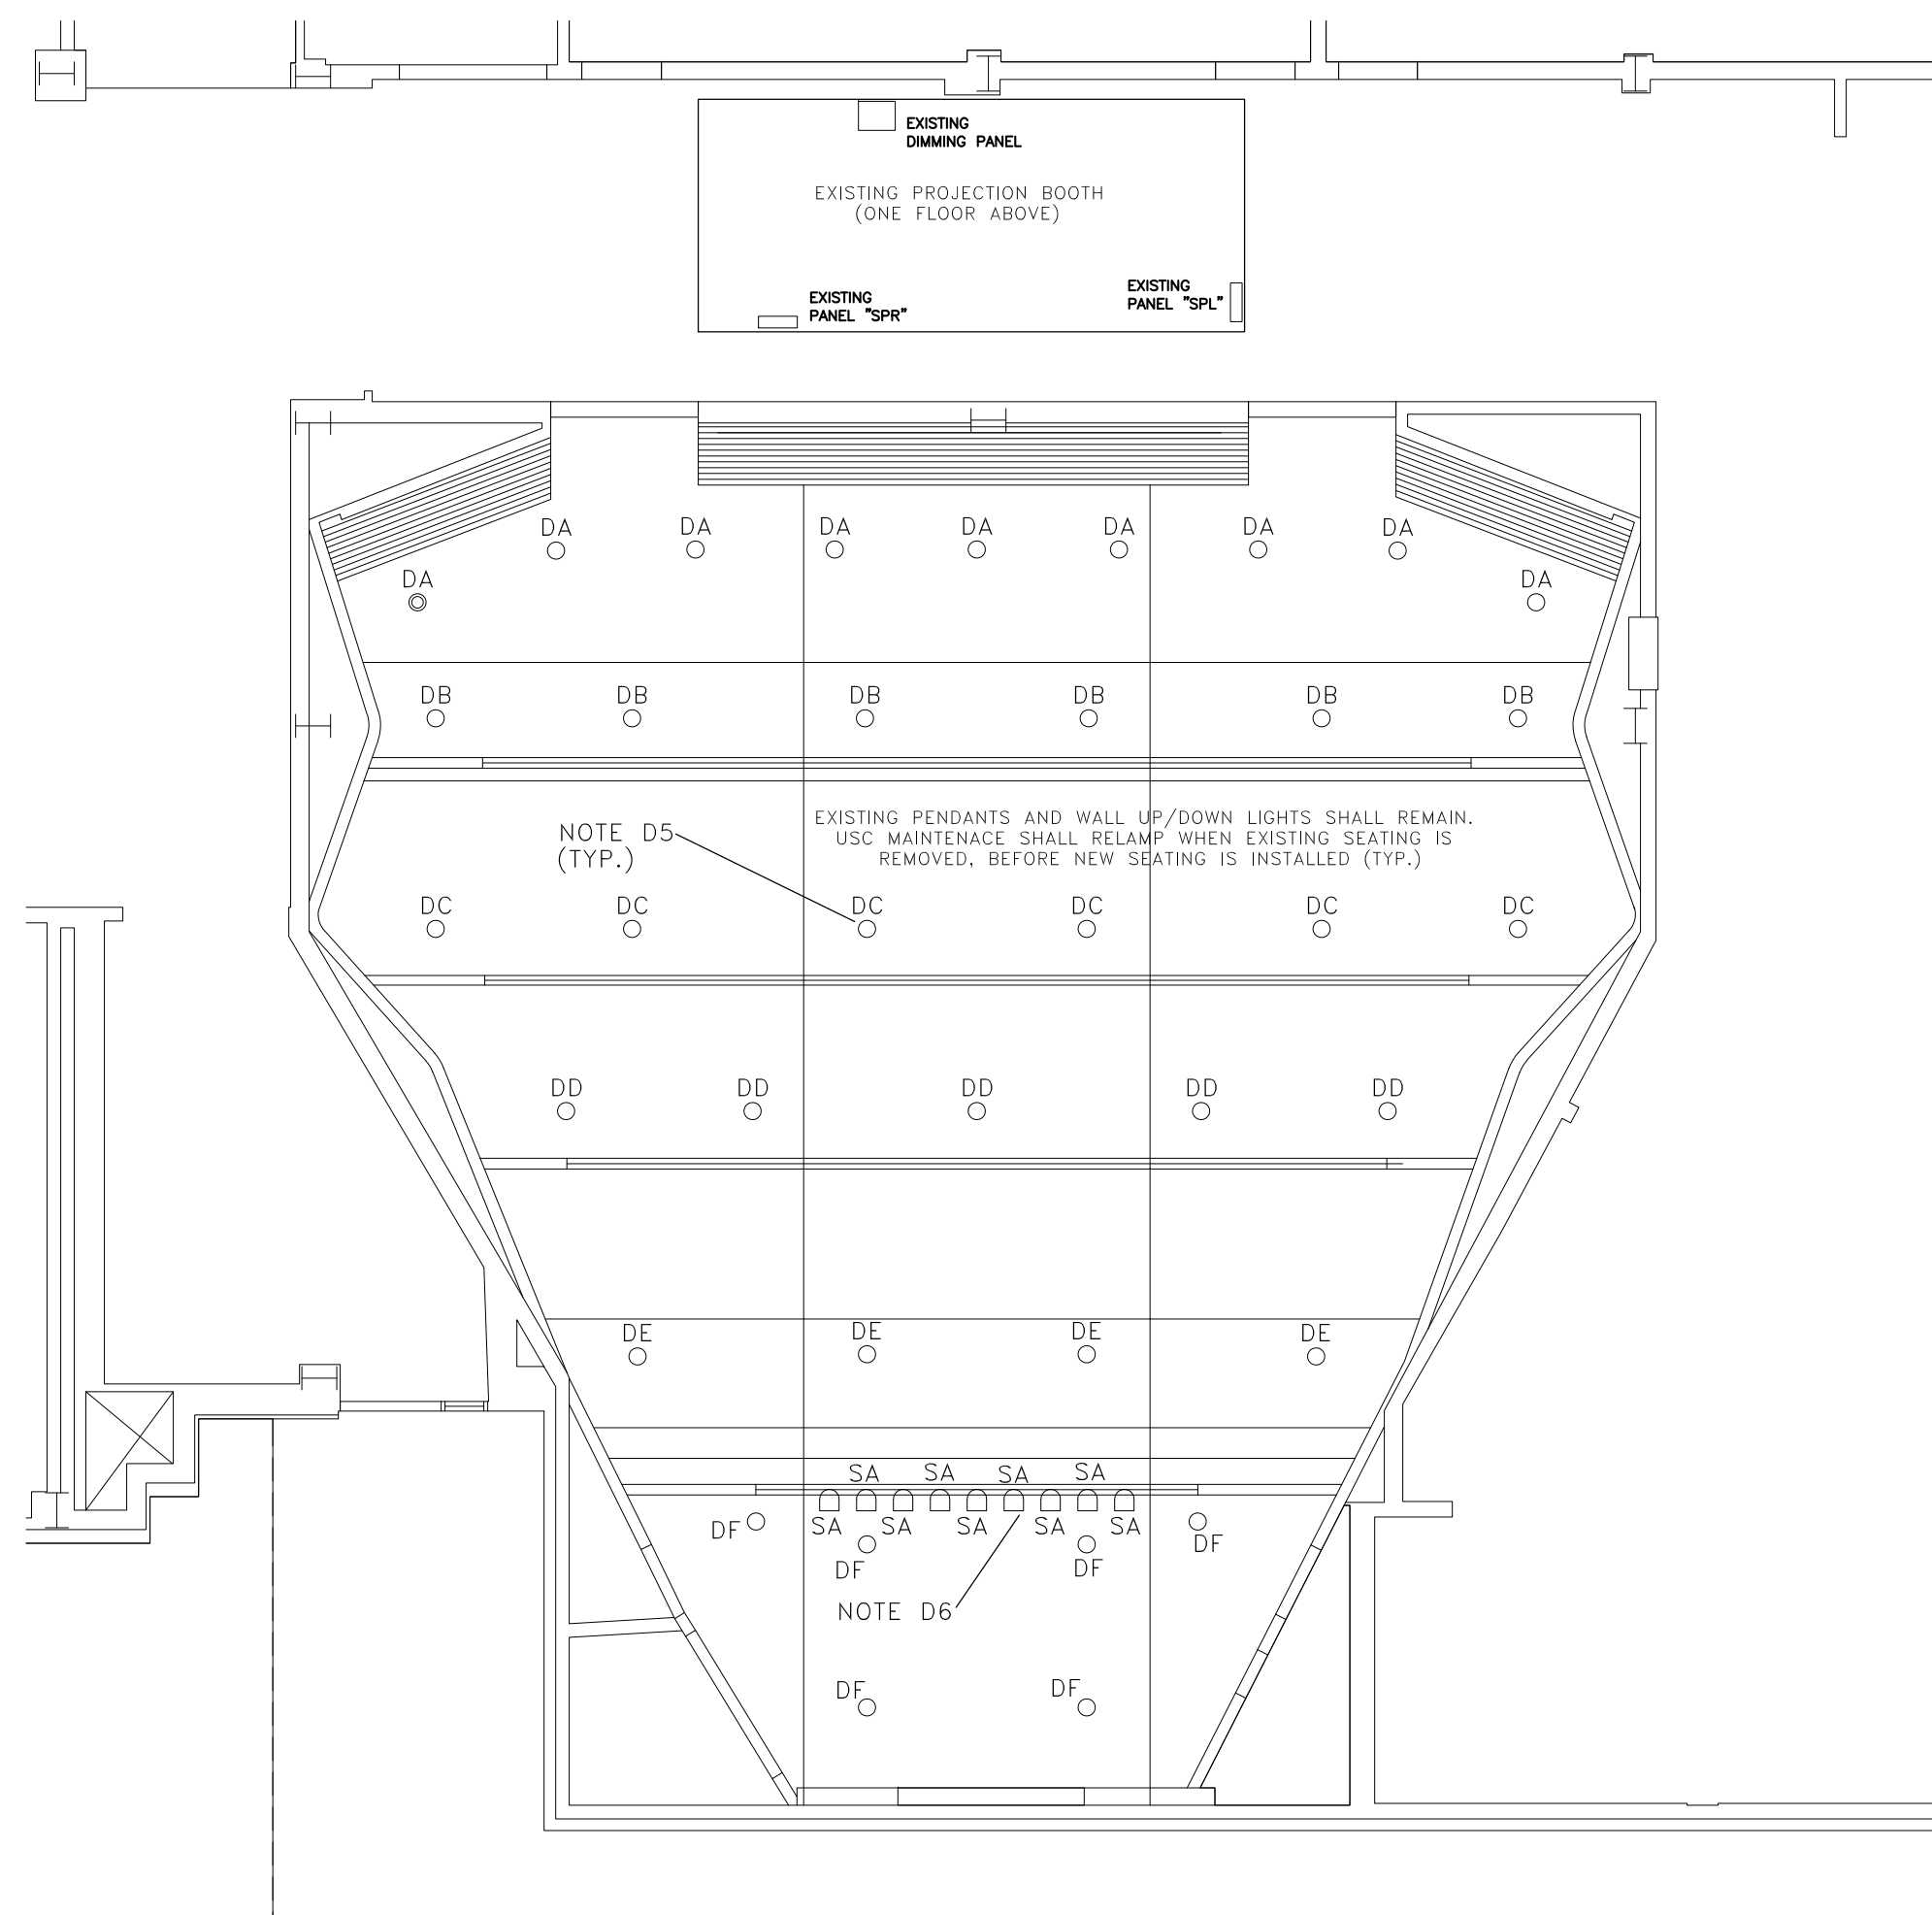 EXISTING
DIMMING PANEL
EXISTING PROJECTION BOOTH
(ONE FLOOR ABOVE)
EXISTING
PANEL "SPR"
EXISTING
PANEL "SPL"
DA DA DA DA DA DA DA
DA DA
DB DB DB DB DB DB
EXISTING PENDANTS AND WALL UP/DOWN LIGHTS SHALL REMAIN.
USC MAINTENACE SHALL RELAMP WHEN EXISTING SEATING IS
REMOVED, BEFORE NEW SEATING IS INSTALLED (TYP.)
NOTE D5
(TYP.)
DC DC DC DC DC DC
DD DD DD DD DD
DE DE DE DE
SA SA SA SA
SA SA SA SA SA
DF DF
DF DF
NOTE D6
DF DF